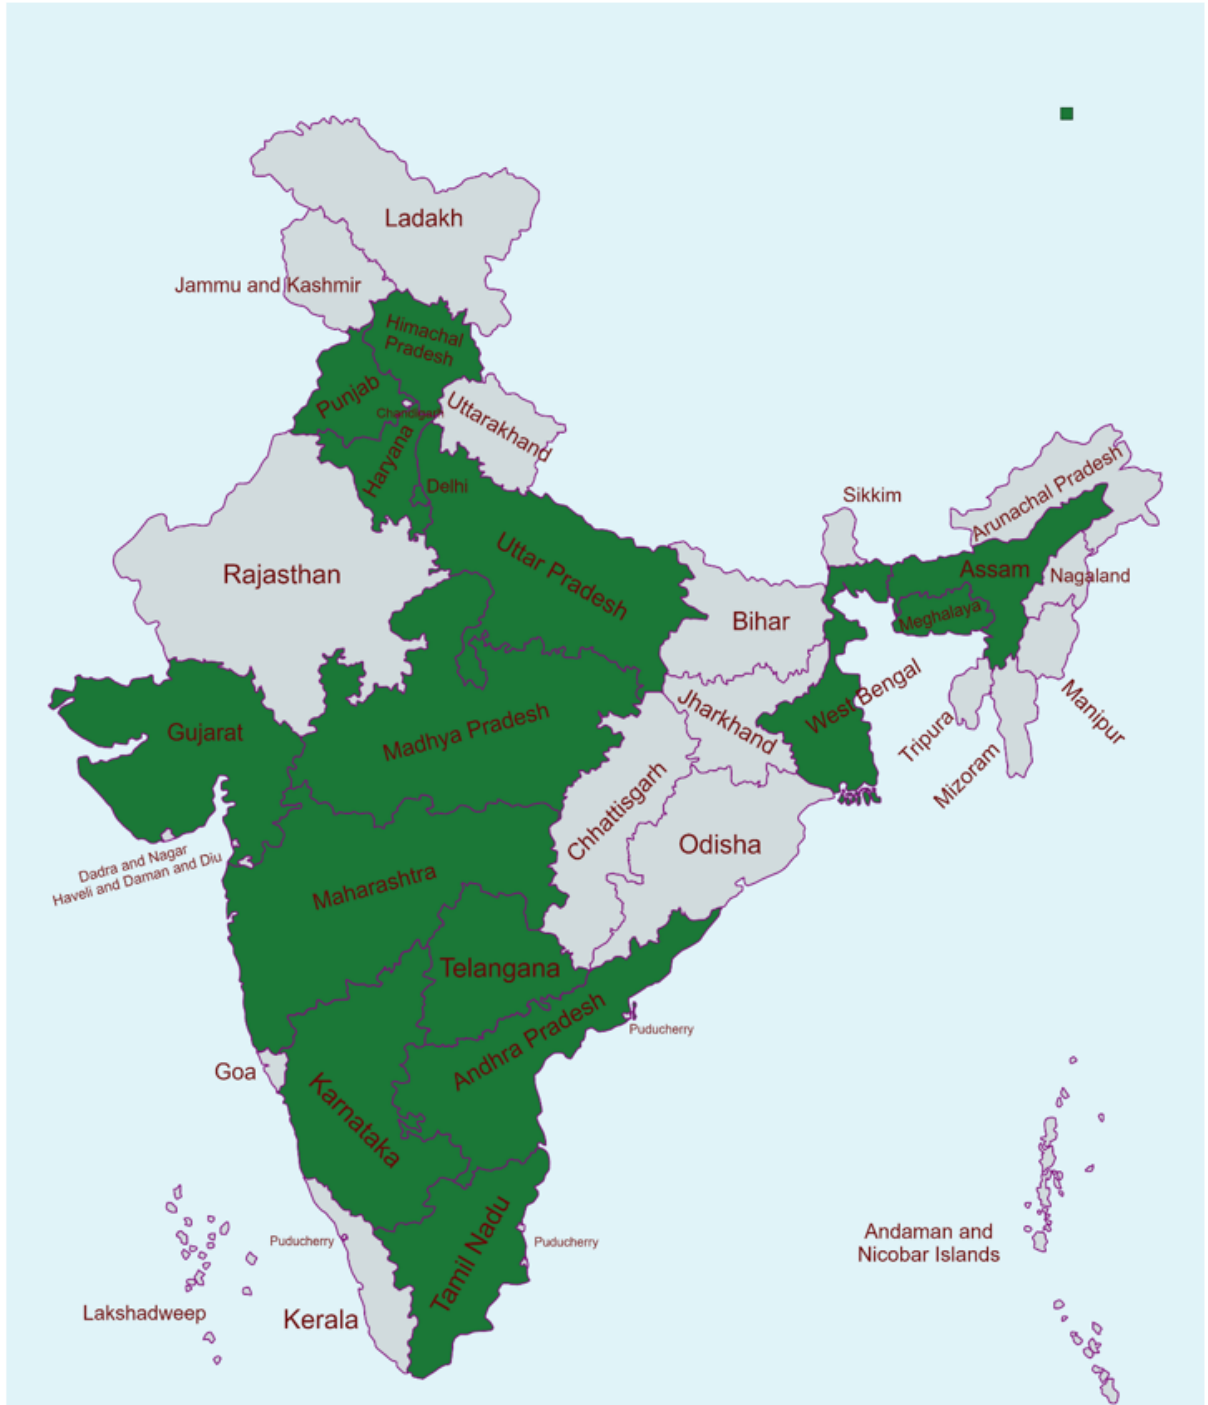 Ladakh
Jammu and Kashmir
Himachal
Pradesh
Punjab
Chandigarh
Uttarakhand
Haryana
Delhi
Arunachal Pradesh
Sikkim
Rajasthan
Uttar Pradesh
Assam
Nagaland
Bihar
Meghalaya
Gujarat
Madhya Pradesh
Jharkhand
West Bengal
Tripura
Manipur
Mizoram
Chhattisgarh
Odisha
Dadra and Nagar
Haveli and Daman and Diu
Maharashtra
Telangana
Andhra Pradesh
Puducherry
Goa
Karnataka
Puducherry
Tamil Nadu
Puducherry
Andaman and
Nicobar Islands
Lakshadweep
Kerala